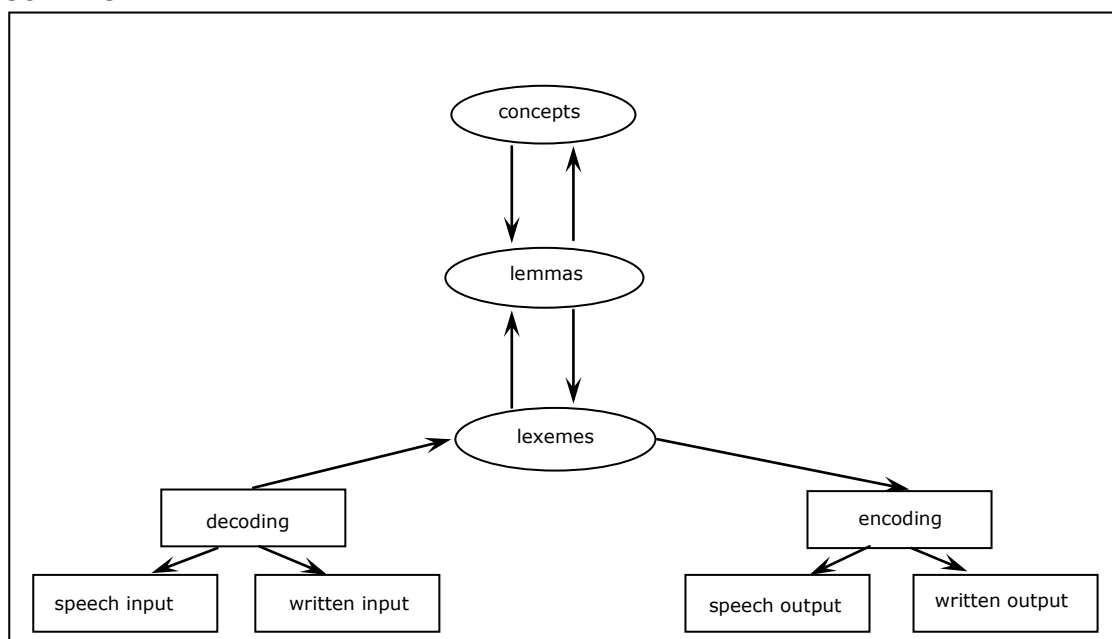 concepts
lemmas
lexemes
decoding
encoding
speech input
written input
speech output
written output